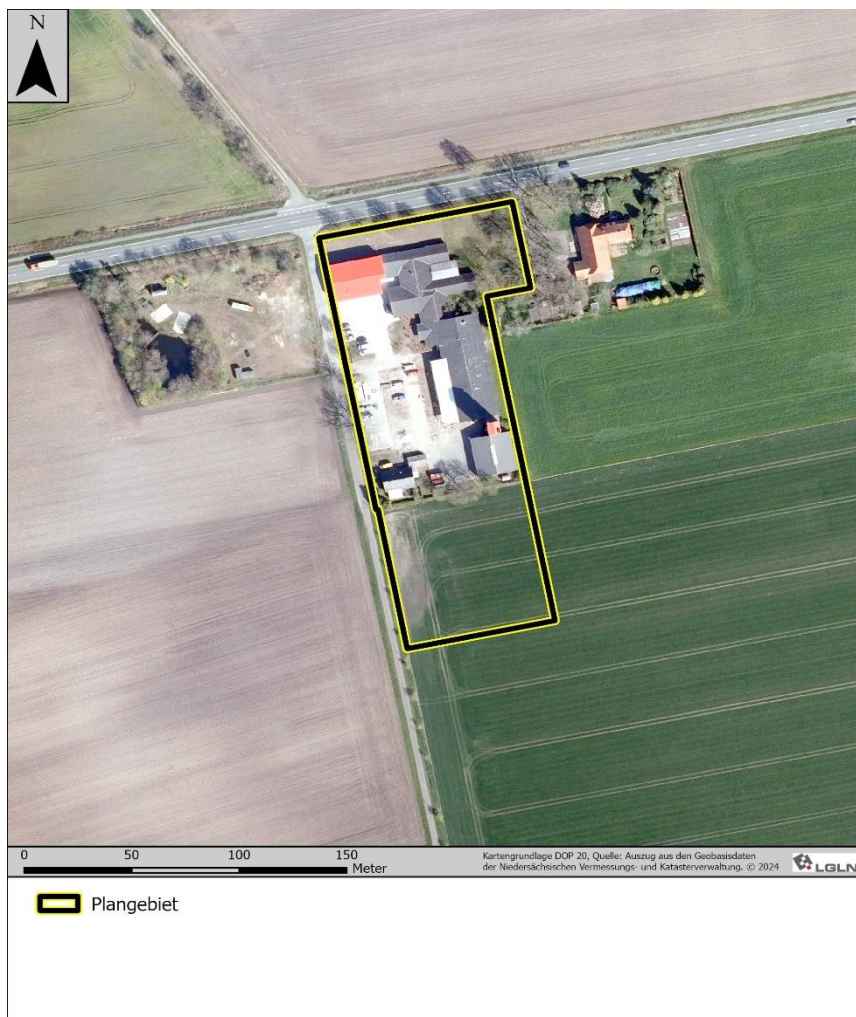 N
0 50 100 150
Meter
Kartengrundlage DOP 20, Quelle: Auszug aus den Geobasisdaten
der Niedersächsischen Vermessungs- und Katasterverwaltung. © 2024
LGLN
Plangebiet